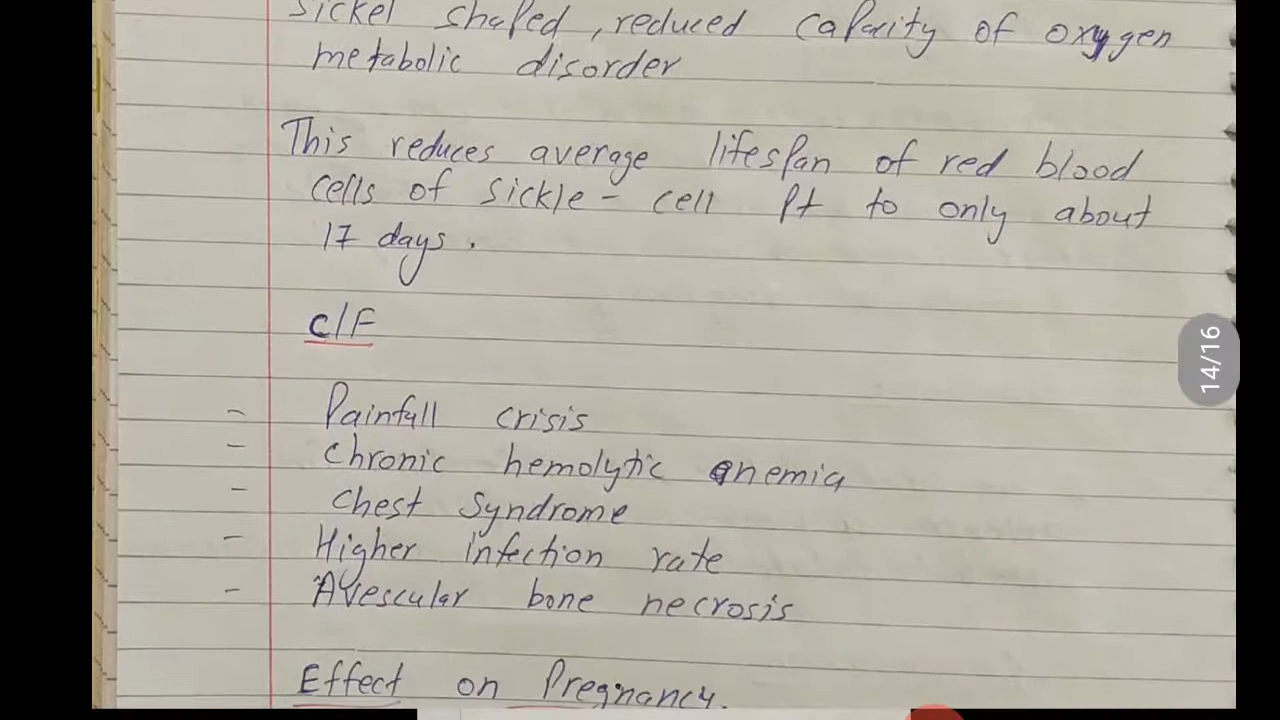 Sickel shaped, reduced capacity of oxygen
metabolic disorder
This reduces average lifespan of red blood
cells of sickle - cell Pt to only about
17 days.
C/F
- Painfull crisis
- Chronic hemolytic anemia
- Chest Syndrome
- Higher infection rate
- Avescular bone necrosis
Effect on Pregnancy.
14/16